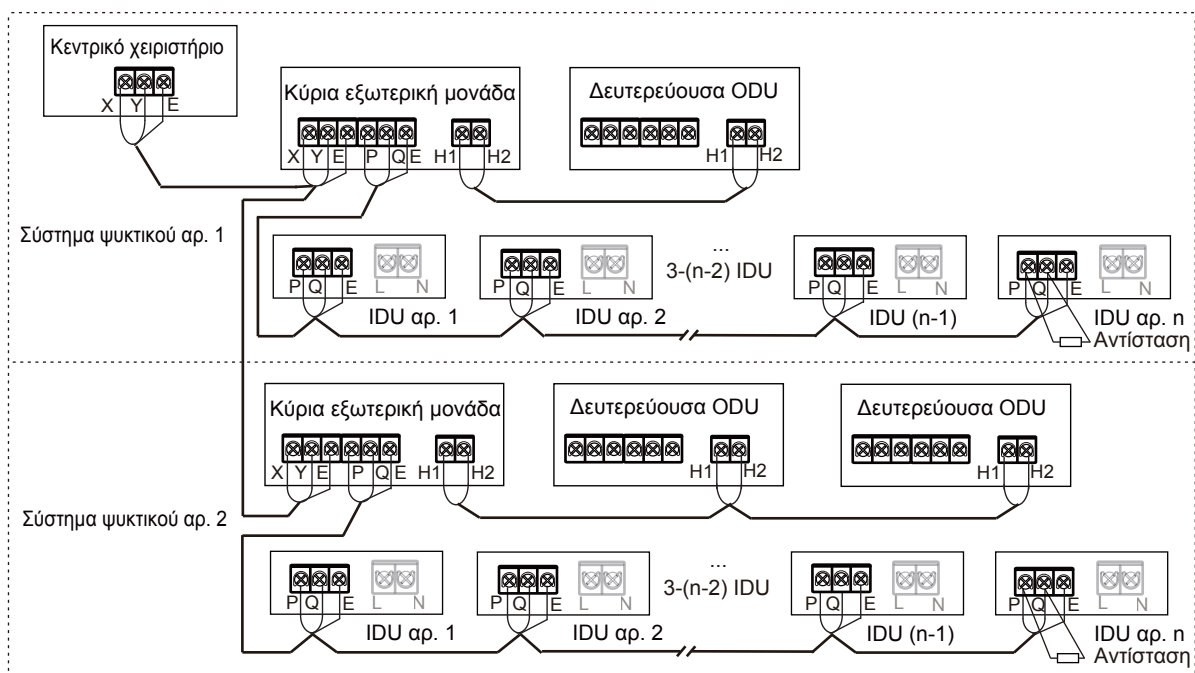 Κεντρικό χειριστήριο
X Y E
Κύρια εξωτερική μονάδα
X Y E P Q E H1 H2
Δευτερεύουσα ODU
H1 H2
Σύστημα ψυκτικού αρ. 1
P Q E L N
IDU αρ. 1
P Q E L N
IDU αρ. 2
...
3-(n-2) IDU
P Q E L N
IDU (n-1)
P Q E L N
IDU αρ. n
Αντίσταση
Κύρια εξωτερική μονάδα
X Y E P Q E H1 H2
Δευτερεύουσα ODU
H1 H2
Δευτερεύουσα ODU
H1 H2
Σύστημα ψυκτικού αρ. 2
P Q E L N
IDU αρ. 1
P Q E L N
IDU αρ. 2
...
3-(n-2) IDU
P Q E L N
IDU (n-1)
P Q E L N
IDU αρ. n
Αντίσταση